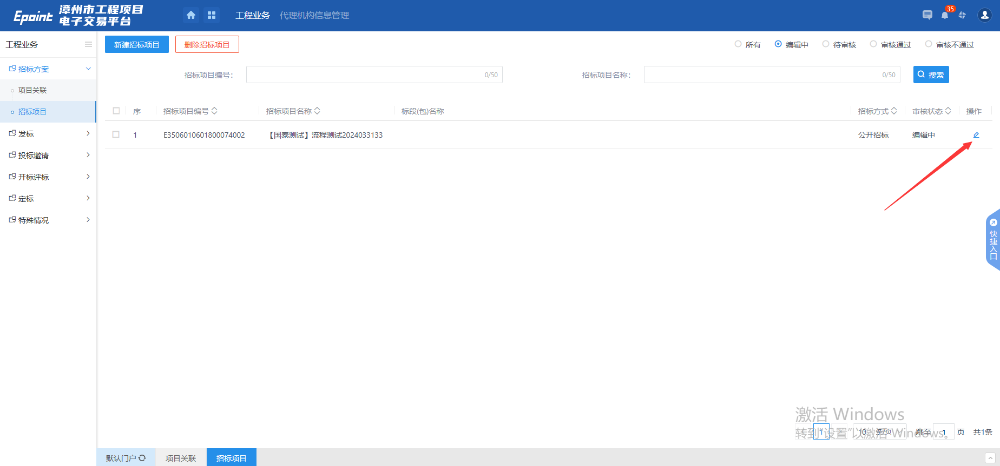 Epoint 漳州市工程项目
电子交易平台
工程业务 代理机构信息管理
35
工程业务
招标方案
项目关联
招标项目
发标
投标邀请
开标评标
定标
特殊情况
新建招标项目 删除招标项目
所有 编辑中 待审核 审核通过 审核不通过
招标项目编号： 0/50 招标项目名称： 0/50 搜索
序 招标项目编号 招标项目名称 标段(包)名称 招标方式 审核状态 操作
1 E3506010601800074002 【国泰测试】流程测试2024033133 公开招标 编辑中
快捷入口
激活 Windows
转到"设置"以激活 Windows。
1 10 条/页 跳至 1 页 共1条
默认门户 项目关联 招标项目